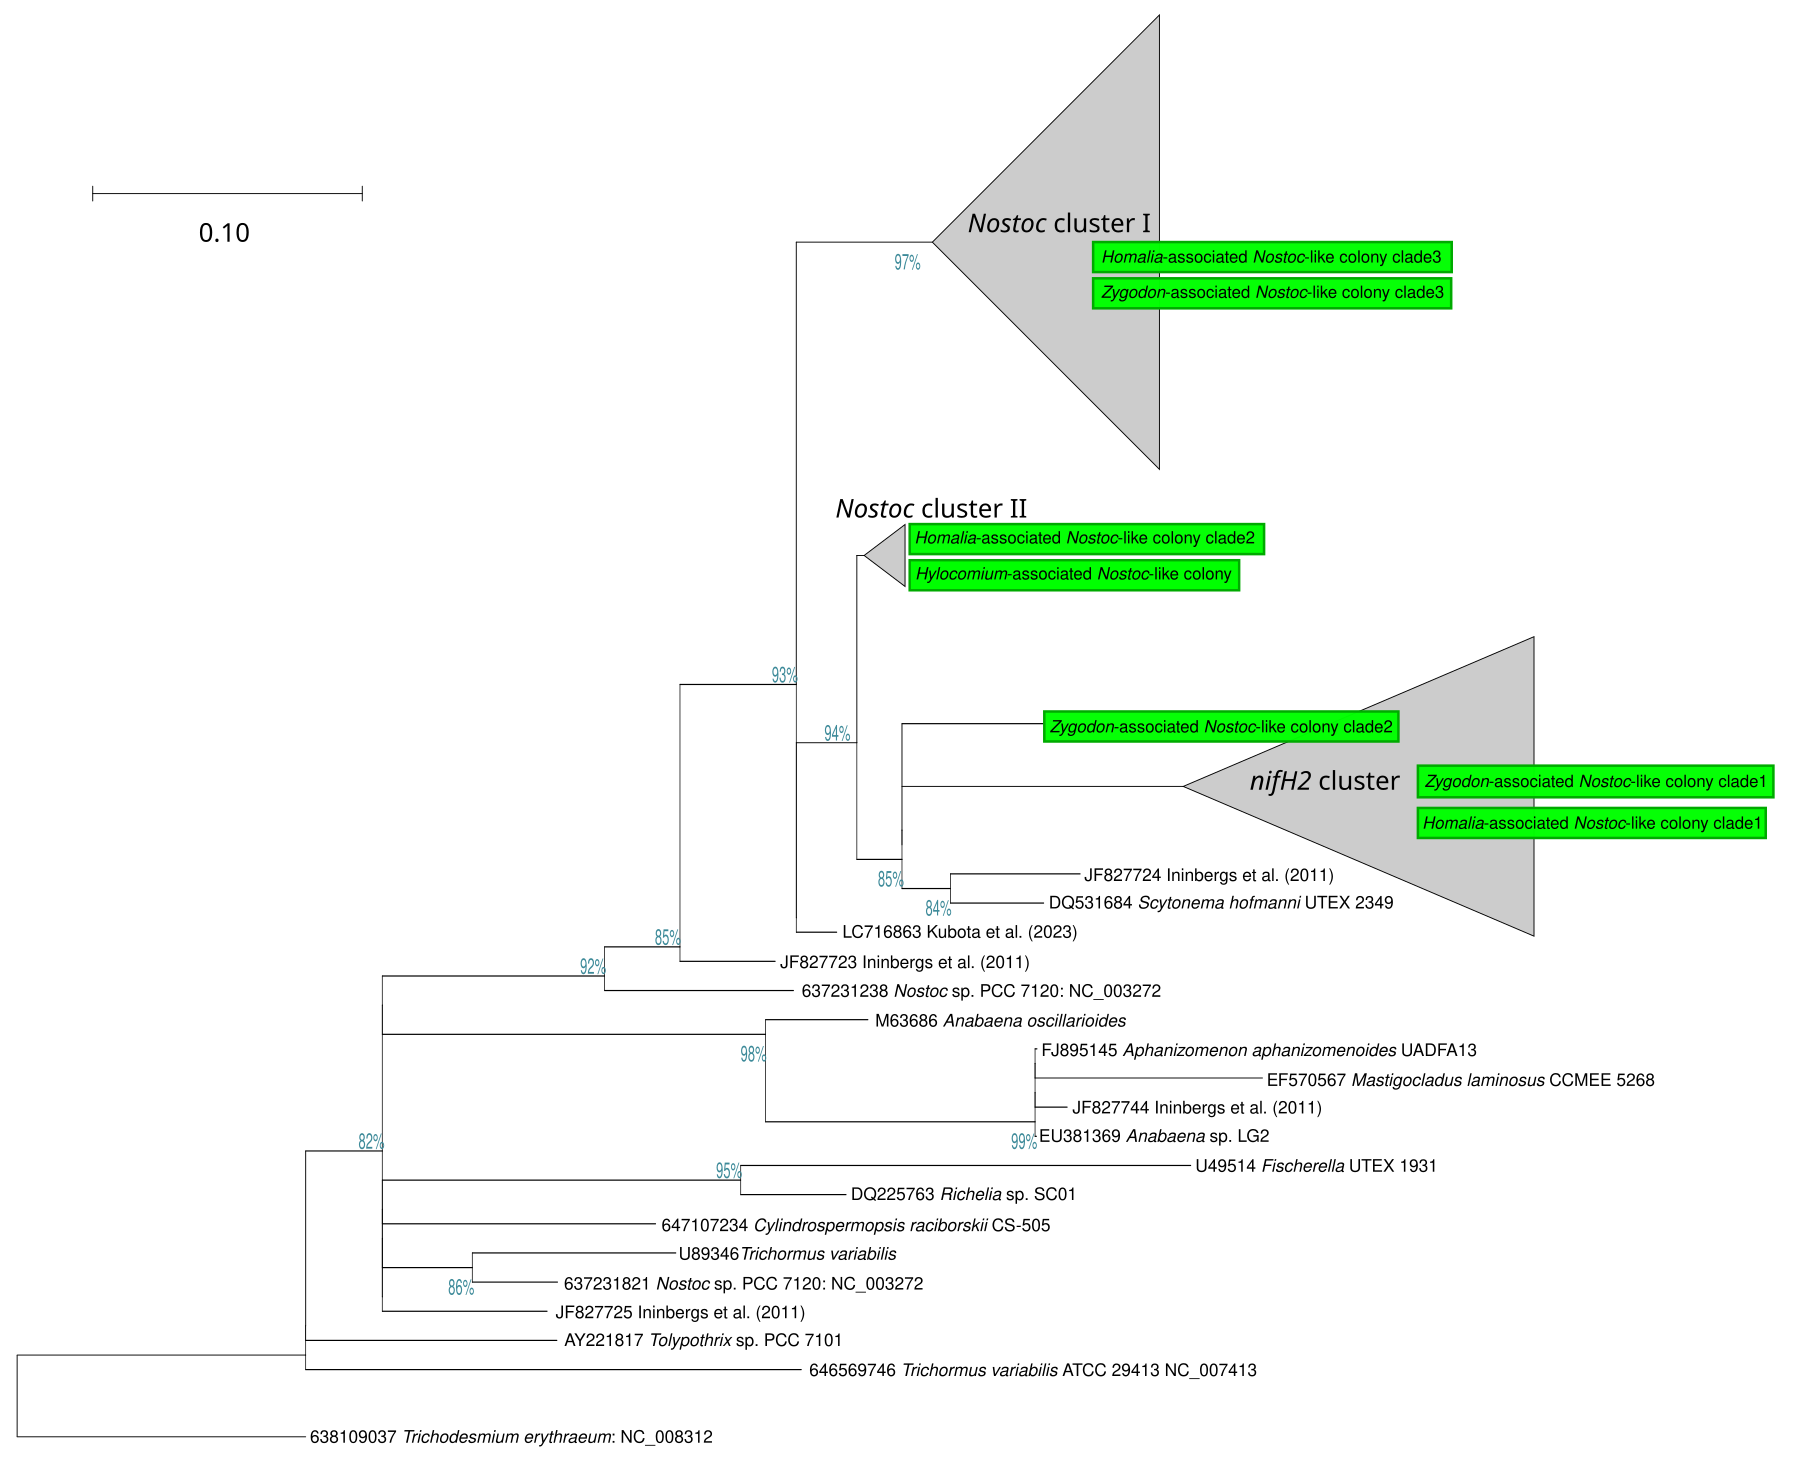 Nostoc cluster I
0.10
Homalia-associated Nostoc-like colony clade3
97%
Zygodon-associated Nostoc-like colony clade3
Nostoc cluster II
Homalia-associated Nostoc-like colony clade2
Hylocomium-associated Nostoc-like colony
93%
Zygodon-associated Nostoc-like colony clade2
94%
nifH2 cluster
Zygodon-associated Nostoc-like colony clade1
Homalia-associated Nostoc-like colony clade1
JF827724 Ininbergs et al. (2011)
85%
DQ531684 Scytonema hofmanni UTEX 2349
84%
LC716863 Kubota et al. (2023)
85%
JF827723 Ininbergs et al. (2011)
92%
637231238 Nostoc sp. PCC 7120: NC_003272
M63686 Anabaena oscillarioides
98%
FJ895145 Aphanizomenon aphanizomenoides UADFA13
EF570567 Mastigocladus laminosus CCMEE 5268
JF827744 Ininbergs et al. (2011)
EU381369 Anabaena sp. LG2
99%
82%
U49514 Fischerella UTEX 1931
95%
DQ225763 Richelia sp. SC01
647107234 Cylindrospermopsis raciborskii CS-505
U89346Trichormus variabilis
637231821 Nostoc sp. PCC 7120: NC_003272
86%
JF827725 Ininbergs et al. (2011)
AY221817 Tolypothrix sp. PCC 7101
646569746 Trichormus variabilis ATCC 29413 NC_007413
638109037 Trichodesmium erythraeum: NC_008312